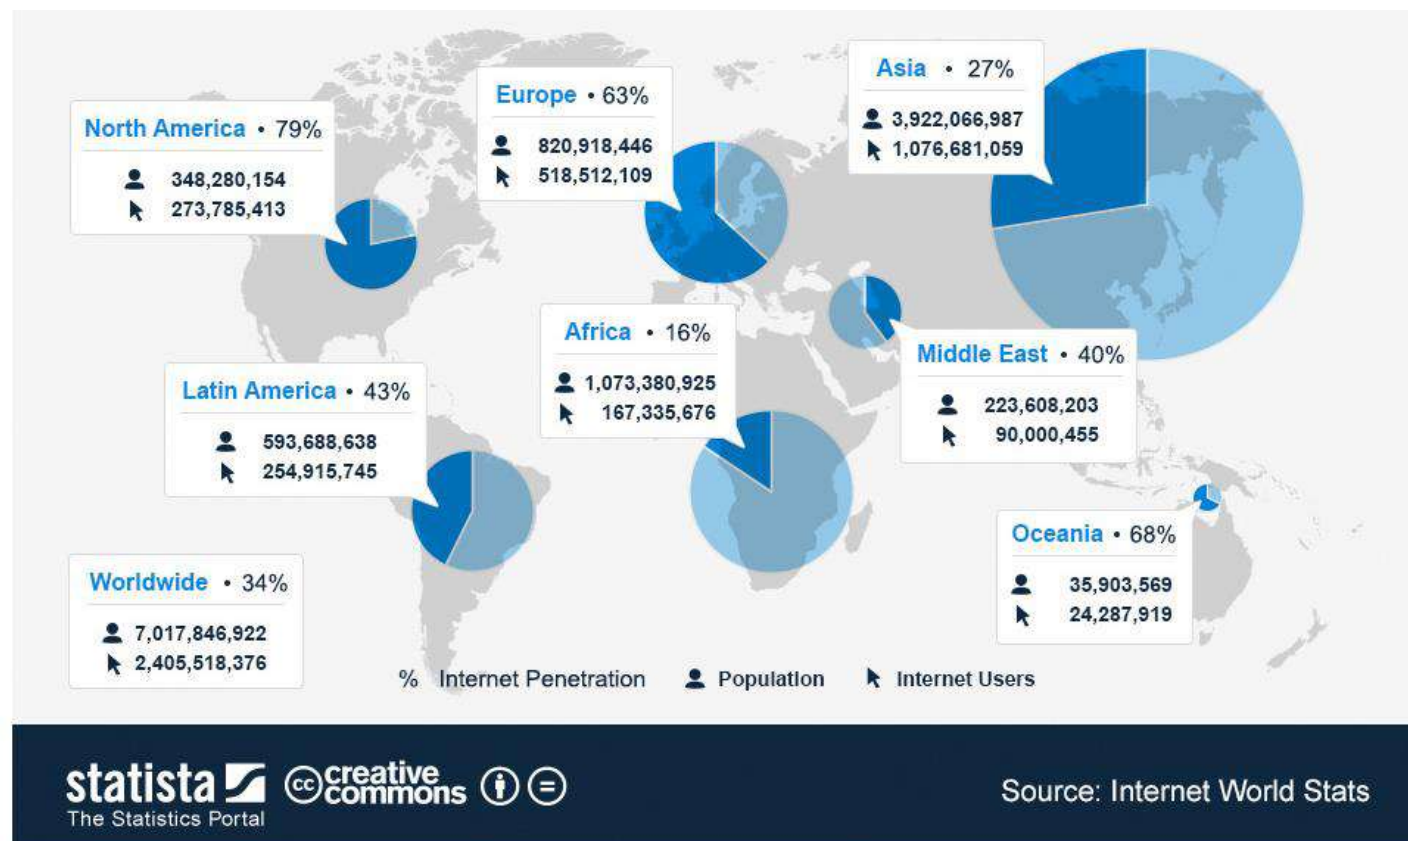 North America • 79%
348,280,154
273,785,413
Europe • 63%
820,918,446
518,512,109
Asia • 27%
3,922,066,987
1,076,681,059
Latin America • 43%
593,688,638
254,915,745
Africa • 16%
1,073,380,925
167,335,676
Middle East • 40%
223,608,203
90,000,455
Oceania • 68%
35,903,569
24,287,919
Worldwide • 34%
7,017,846,922
2,405,518,376
% Internet Penetration Population Internet Users
statista
The Statistics Portal
cc creative
commons
Source: Internet World Stats